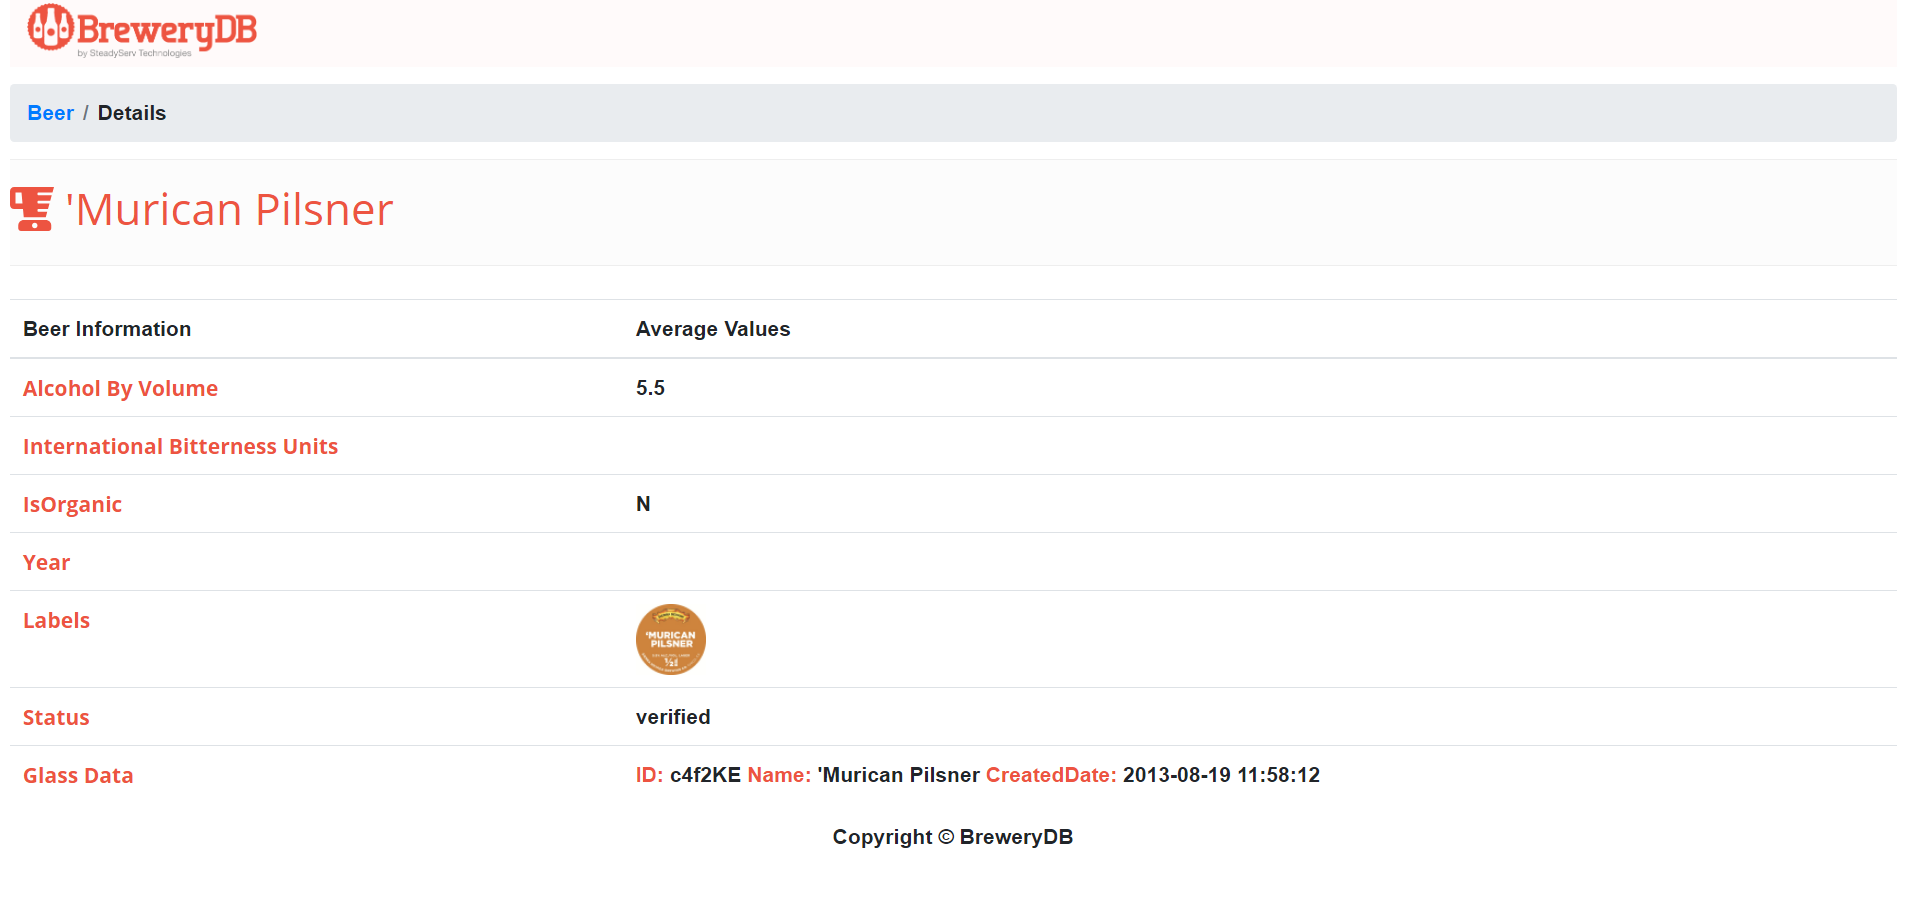 BreweryDB
by SteadyServ Technologies
Beer / Details
'Murican Pilsner
Beer Information Average Values
Alcohol By Volume 5.5
International Bitterness Units
IsOrganic N
Year
Labels
'MURICAN
PILSNER
Status verified
Glass Data ID: c4f2KE Name: 'Murican Pilsner CreatedDate: 2013-08-19 11:58:12
Copyright © BreweryDB